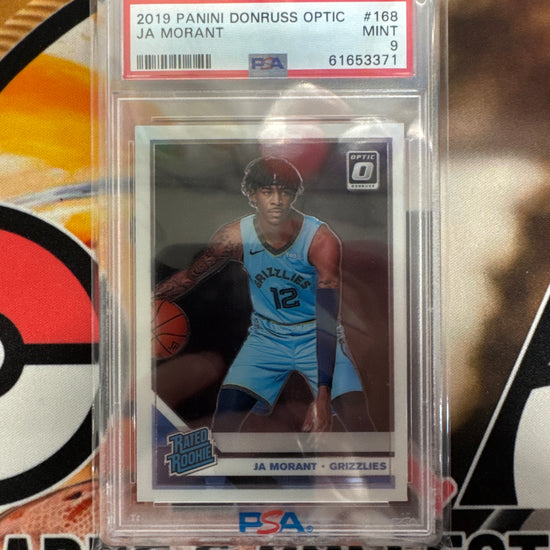 2019 PANINI DONRUSS OPTIC #168
JA MORANT MINT
9
PSA 61653371
OPTIC
DONRUSS
GRIZZLIES
12
RATED
ROOKIE
JA MORANT • GRIZZLIES
PSA